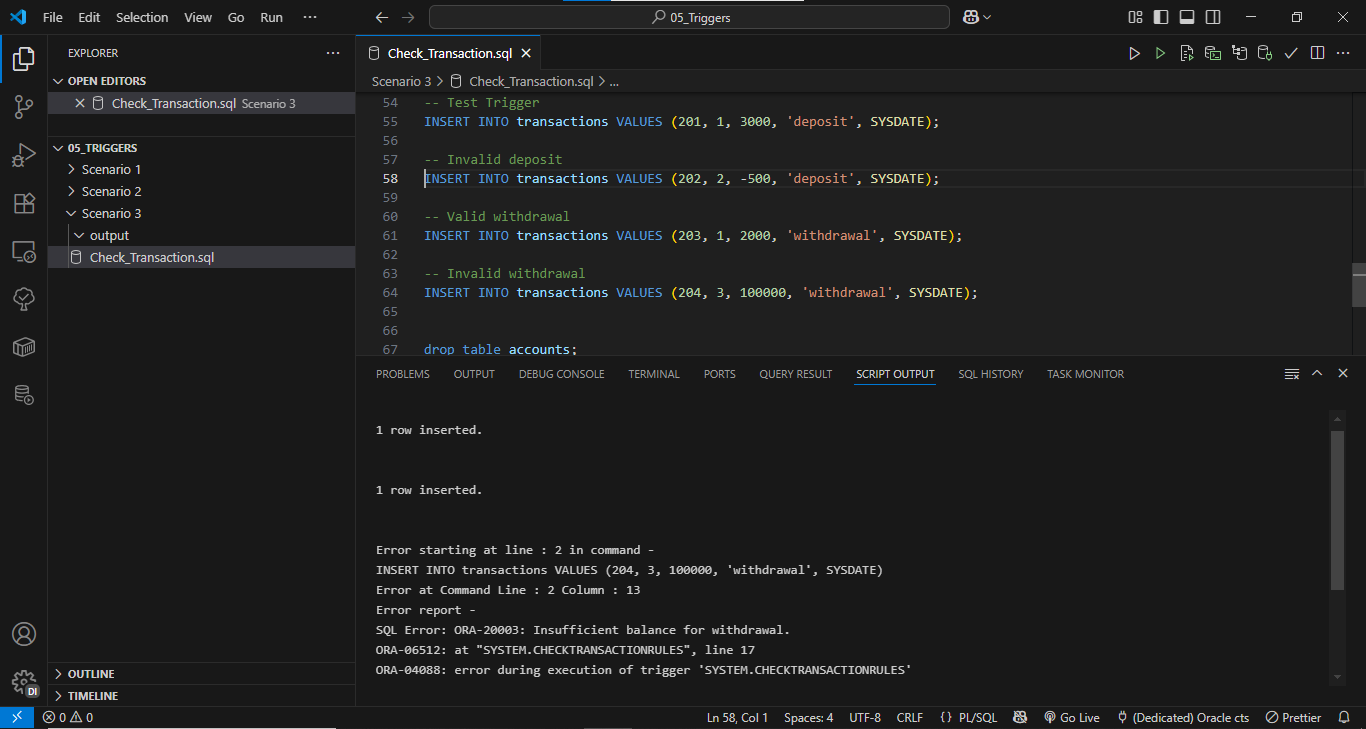 File Edit Selection View Go Run ···
05_Triggers
EXPLORER ···
OPEN EDITORS
Check_Transaction.sql Scenario 3
05_TRIGGERS
Scenario 1
Scenario 2
Scenario 3
output
Check_Transaction.sql
OUTLINE
TIMELINE
Check_Transaction.sql
Scenario 3 > Check_Transaction.sql > ...
54 -- Test Trigger
55 INSERT INTO transactions VALUES (201, 1, 3000, 'deposit', SYSDATE);
56
57 -- Invalid deposit
58 INSERT INTO transactions VALUES (202, 2, -500, 'deposit', SYSDATE);
59
60 -- Valid withdrawal
61 INSERT INTO transactions VALUES (203, 1, 2000, 'withdrawal', SYSDATE);
62
63 -- Invalid withdrawal
64 INSERT INTO transactions VALUES (204, 3, 100000, 'withdrawal', SYSDATE);
65
66
67 drop table accounts;
PROBLEMS OUTPUT DEBUG CONSOLE TERMINAL PORTS QUERY RESULT SCRIPT OUTPUT SQL HISTORY TASK MONITOR
1 row inserted.
1 row inserted.
Error starting at line : 2 in command -
INSERT INTO transactions VALUES (204, 3, 100000, 'withdrawal', SYSDATE)
Error at Command Line : 2 Column : 13
Error report -
SQL Error: ORA-20003: Insufficient balance for withdrawal.
ORA-06512: at "SYSTEM.CHECKTRANSACTIONRULES", line 17
ORA-04088: error during execution of trigger 'SYSTEM.CHECKTRANSACTIONRULES'
DI
0 0 Ln 58, Col 1 Spaces: 4 UTF-8 CRLF {} PL/SQL Go Live (Dedicated) Oracle cts Prettier